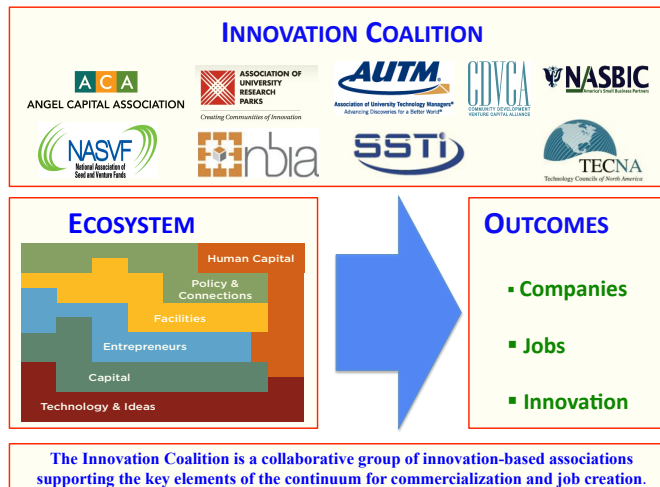 INNOVATION COALITION
ACA
ANGEL CAPITAL ASSOCIATION
ASSOCIATION OF
UNIVERSITY
RESEARCH
PARKS
Creating Communities of Innovation
AUTM
Association of University Technology Managers®
Advancing Discoveries for a Better World®
CDVCA
COMMUNITY DEVELOPMENT
VENTURE CAPITAL ALLIANCE
NASBIC
America's Small Business Partners
NASVF
National Association of
Seed and Venture Funds
nbia
SSTi
TECNA
Technology Councils of North America
ECOSYSTEM
Human Capital
Policy &
Connections
Facilities
Entrepreneurs
Capital
Technology & Ideas
OUTCOMES
▪ Companies
▪ Jobs
▪ Innovation
The Innovation Coalition is a collaborative group of innovation-based associations
supporting the key elements of the continuum for commercialization and job creation.